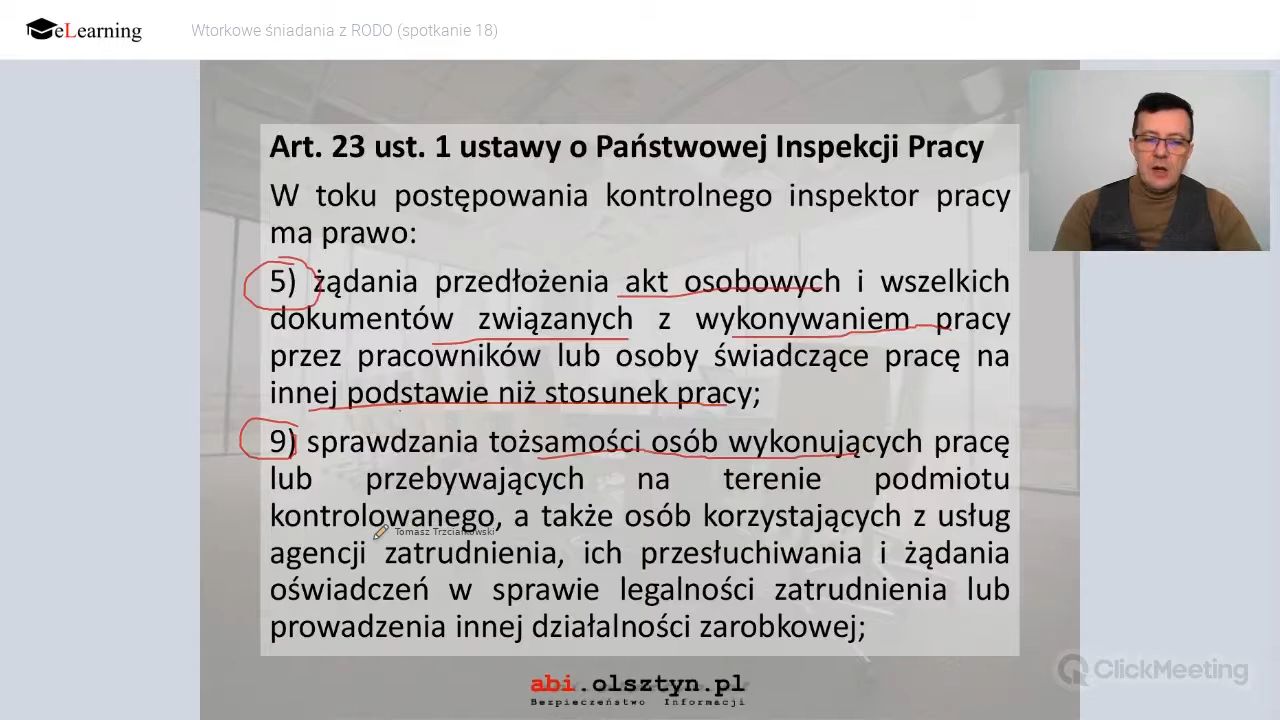 eLearning
Wtorkowe śniadania z RODO (spotkanie 18)
Art. 23 ust. 1 ustawy o Państwowej Inspekcji Pracy
W toku postępowania kontrolnego inspektor pracy
ma prawo:
5) żądania przedłożenia akt osobowych i wszelkich
dokumentów związanych z wykonywaniem pracy
przez pracowników lub osoby świadczące pracę na
innej podstawie niż stosunek pracy;
9) sprawdzania tożsamości osób wykonujących pracę
lub przebywających na terenie podmiotu
kontrolowanego, a także osób korzystających z usług
Tomasz Trzciałkowski
agencji zatrudnienia, ich przesłuchiwania i żądania
oświadczeń w sprawie legalności zatrudnienia lub
prowadzenia innej działalności zarobkowej;
ClickMeeting
abi.olsztyn.pl
Bezpieczeństwo Informacji